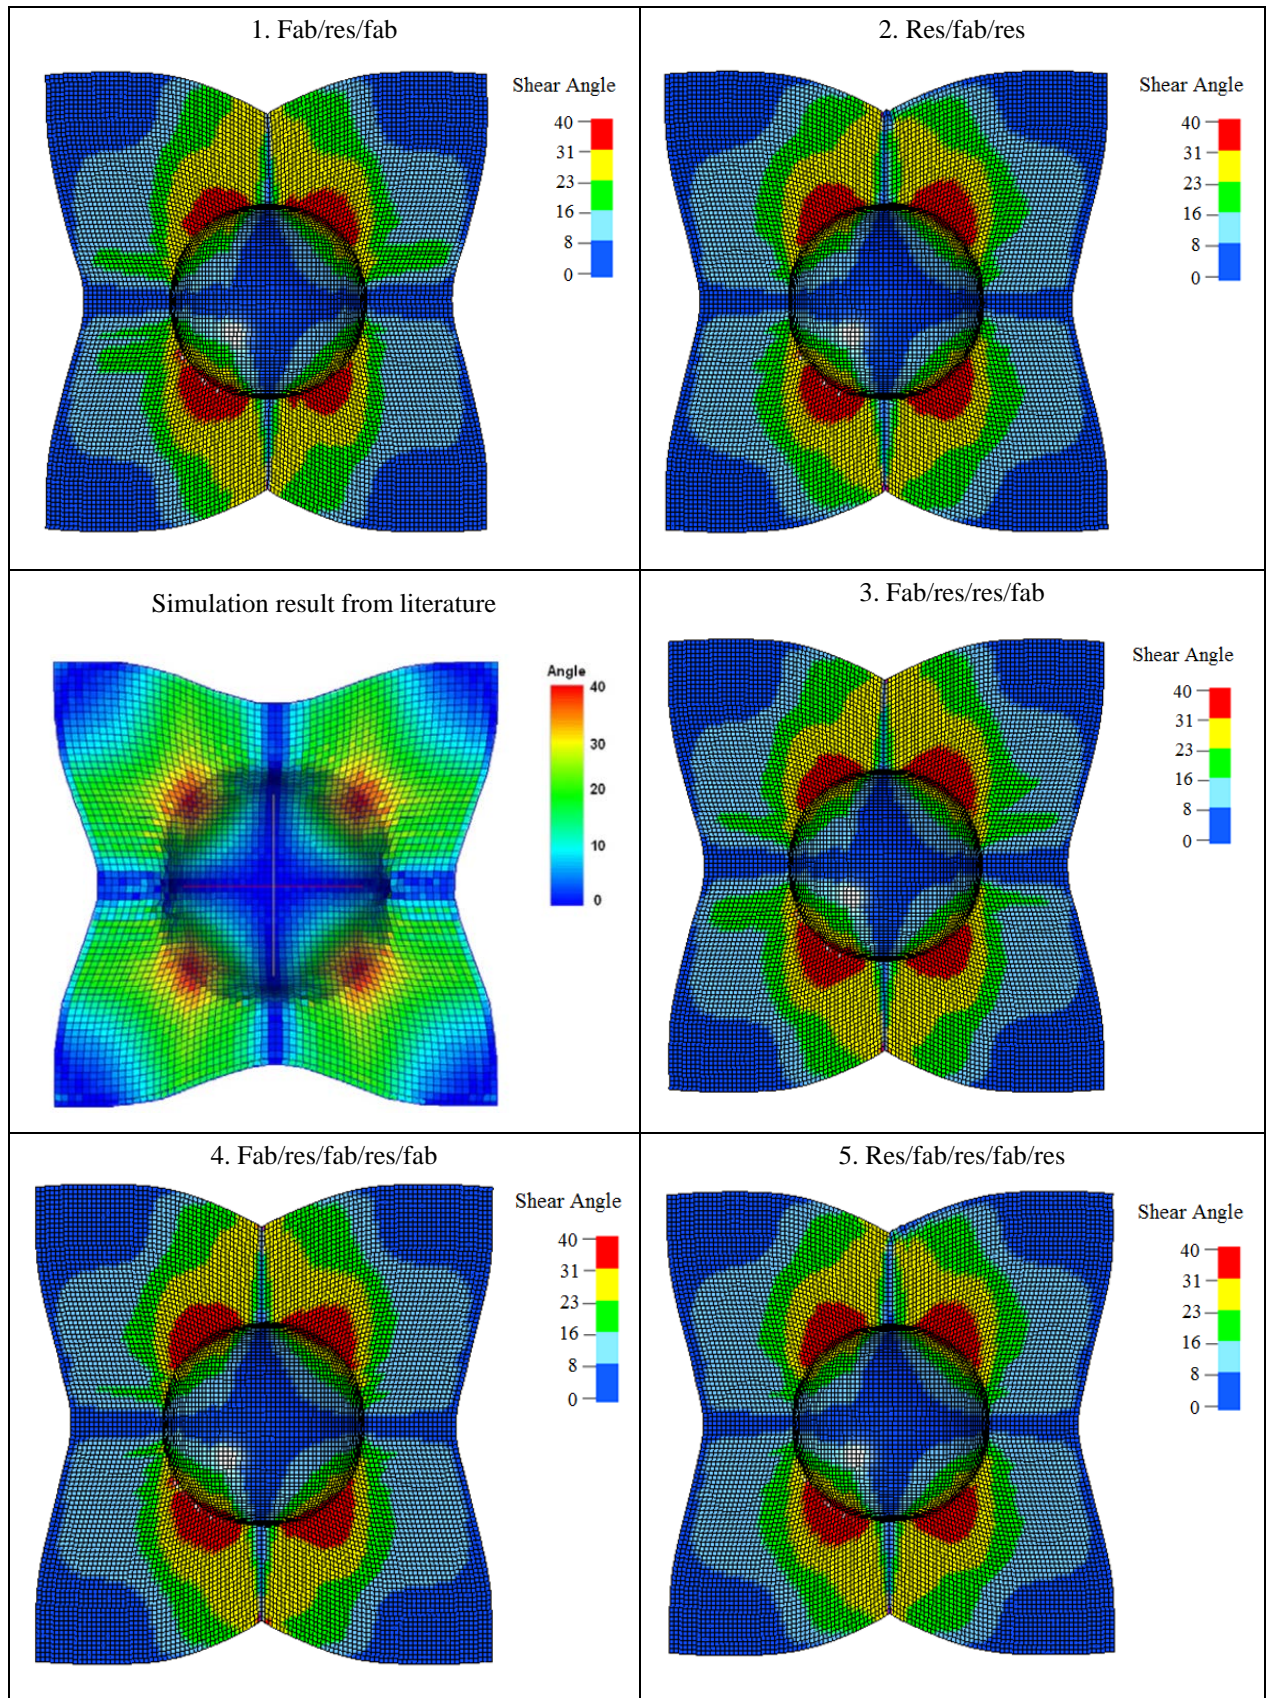 1. Fab/res/fab
Shear Angle
40
31
23
16
8
0
2. Res/fab/res
Shear Angle
40
31
23
16
8
0
Simulation result from literature
Angle
40
30
20
10
0
3. Fab/res/res/fab
Shear Angle
40
31
23
16
8
0
4. Fab/res/fab/res/fab
Shear Angle
40
31
23
16
8
0
5. Res/fab/res/fab/res
Shear Angle
40
31
23
16
8
0